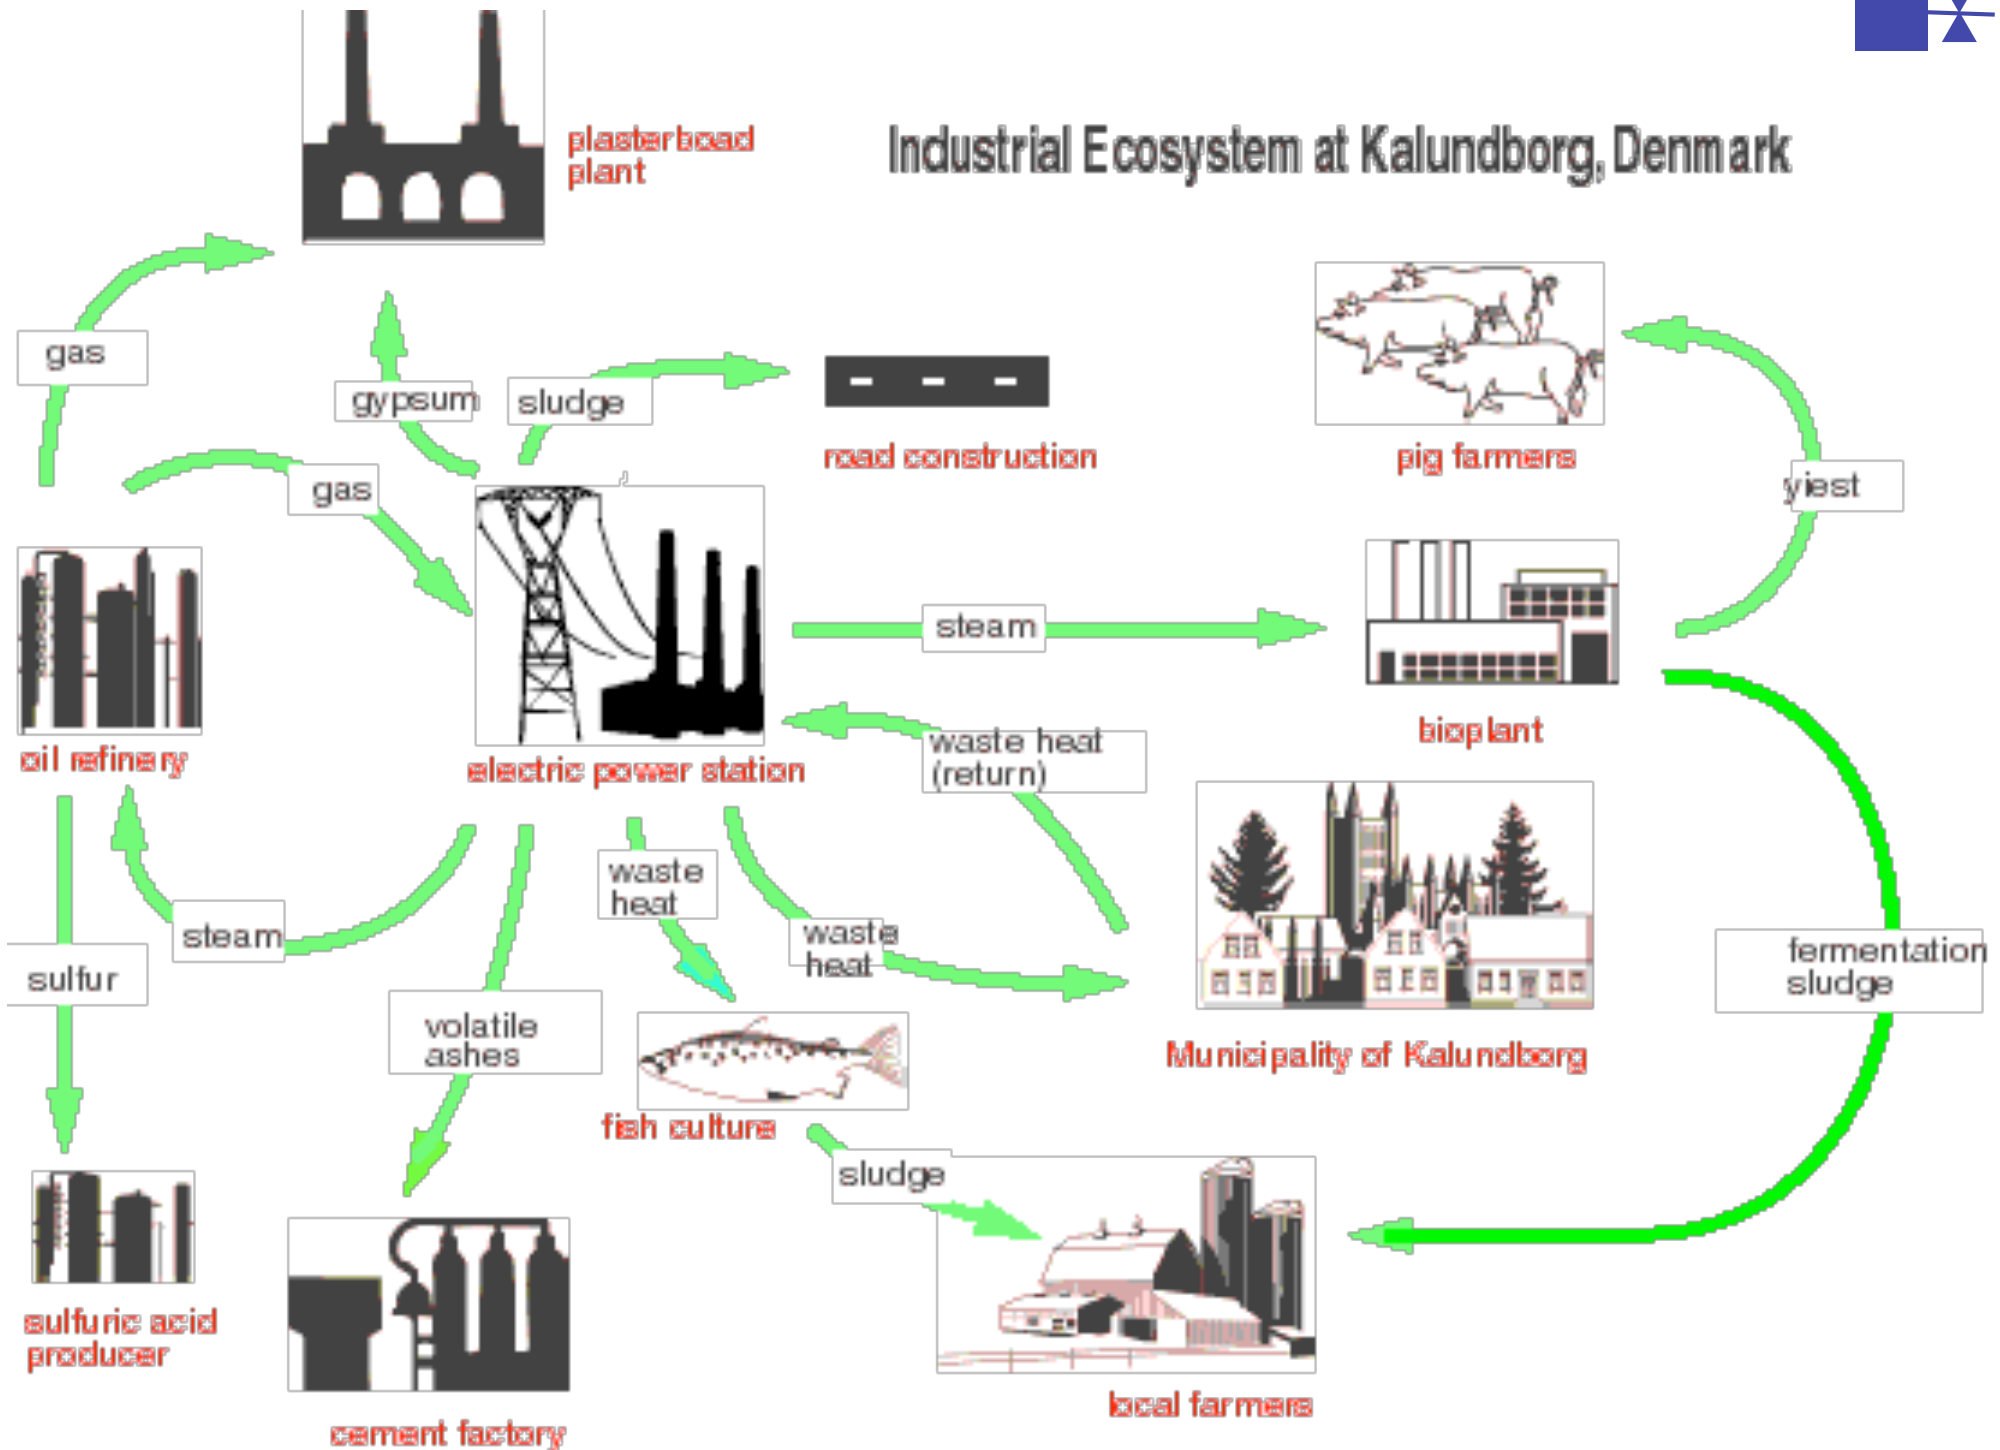 plasterboad
plant
Industrial Ecosystem at Kalundborg, Denmark
gas
gypsum
sludge
road construction
pig farmers
yiest
gas
steam
oil refinery
electric power station
waste heat
(return)
bioplant
waste
heat
steam
waste
heat
sulfur
fermentation
sludge
volatile
ashes
Municipality of Kalundborg
fish culture
sludge
sulfuric acid
producer
local farmers
cement factory